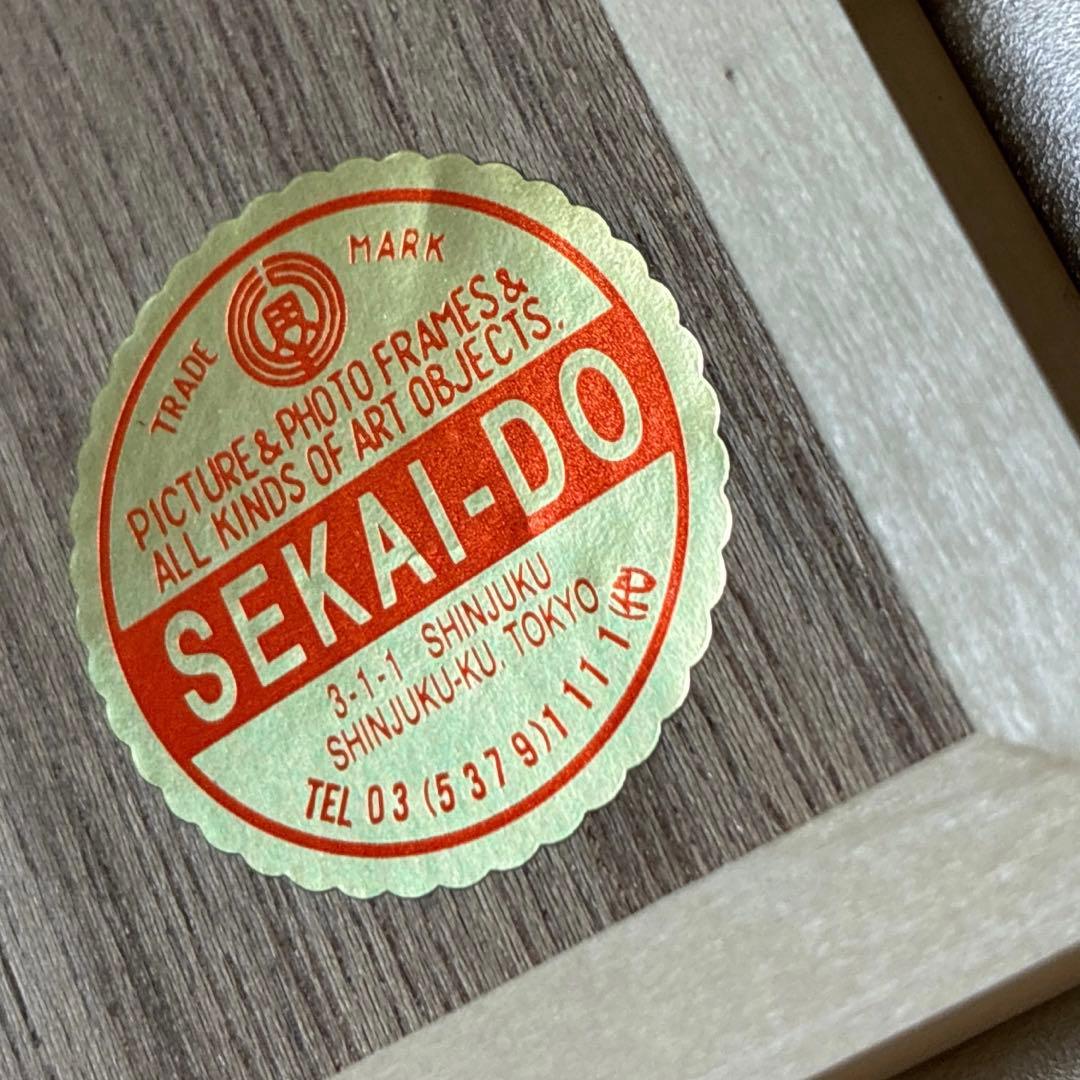 TRADE MARK
PICTURE & PHOTO FRAMES &
ALL KINDS OF ART OBJECTS.
SEKAI-DO
3-1-1 SHINJUKU
SHINJUKU-KU, TOKYO
TEL 03 (5379) 1111 (代)